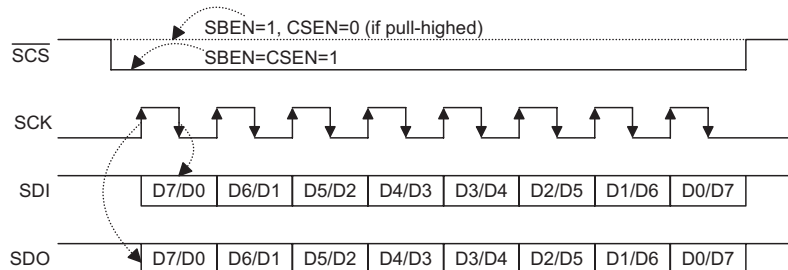 SBEN=1, CSEN=0 (if pull-highed)
SCS
SBEN=CSEN=1
SCK
SDI D7/D0 D6/D1 D5/D2 D4/D3 D3/D4 D2/D5 D1/D6 D0/D7
SDO D7/D0 D6/D1 D5/D2 D4/D3 D3/D4 D2/D5 D1/D6 D0/D7